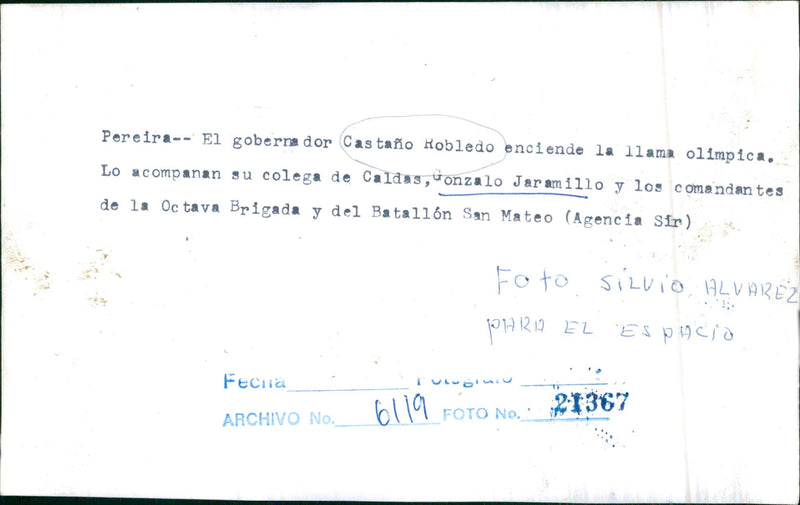 Pereira-- El gobernador Castaño Robledo enciende la llama olimpica.
Lo acompanan su colega de Caldas, Gonzalo Jaramillo y los comandantes
de la Octava Brigada y del Batallón San Mateo (Agencia Sir)
FOTO SILVIO ALVAREZ
PARA EL ESPACIO
Fecha Fotógrafo
ARCHIVO No. 6119 FOTO No. 21367